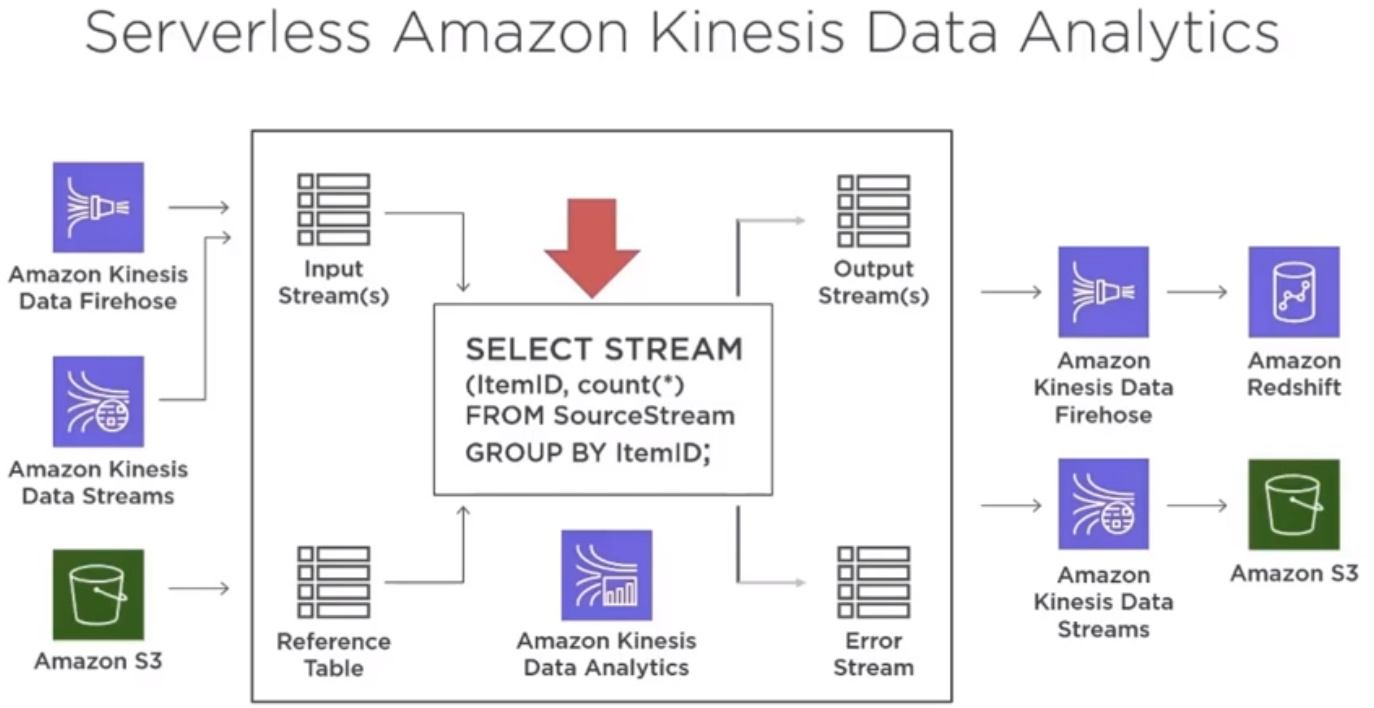 Serverless Amazon Kinesis Data Analytics
Amazon Kinesis
Data Firehose
Amazon Kinesis
Data Streams
Amazon S3
Input
Stream(s)
SELECT STREAM
(ItemID, count(*)
FROM SourceStream
GROUP BY ItemID;
Reference
Table
Amazon Kinesis
Data Analytics
Output
Stream(s)
Error
Stream
Amazon
Kinesis Data
Firehose
Amazon
Redshift
Amazon
Kinesis Data
Streams
Amazon S3